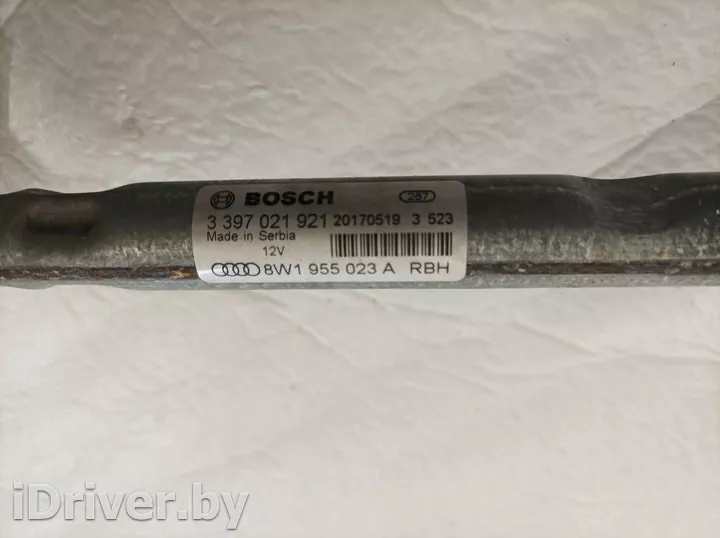 BOSCH 287
3 397 021 921 20170519 3 523
Made in Serbia
12V
8W1 955 023 A RBH
iDriver.by